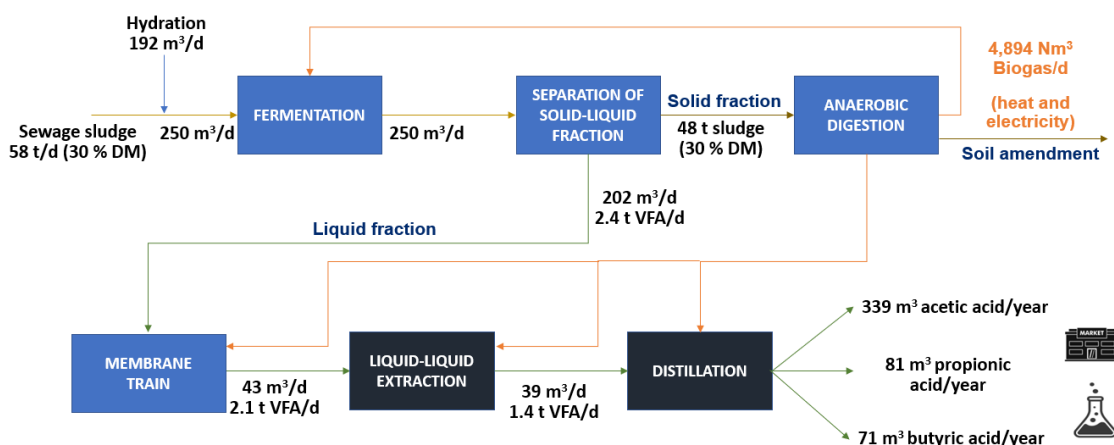 Hydration
192 m³/d
4,894 Nm³
Biogas/d
(heat and
electricity)
Sewage sludge
58 t/d (30 % DM)
250 m³/d
FERMENTATION
250 m³/d
SEPARATION OF
SOLID-LIQUID
FRACTION
Solid fraction
48 t sludge
(30 % DM)
ANAEROBIC
DIGESTION
Soil amendment
202 m³/d
2.4 t VFA/d
Liquid fraction
MEMBRANE
TRAIN
43 m³/d
2.1 t VFA/d
LIQUID-LIQUID
EXTRACTION
39 m³/d
1.4 t VFA/d
DISTILLATION
339 m³ acetic acid/year
81 m³ propionic
acid/year
71 m³ butyric acid/year
MARKET